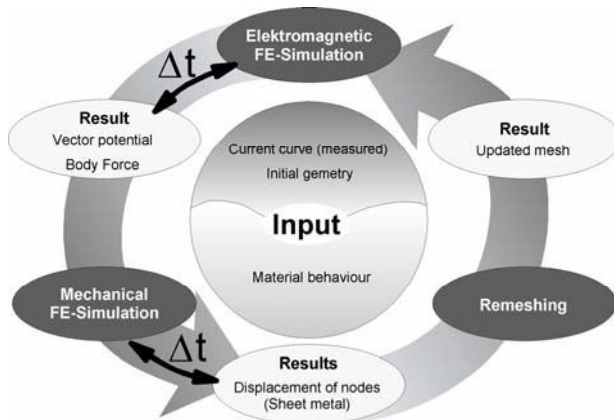 Elektromagnetic
FE-Simulation
Δt
Result
Vector potential
Body Force
Current curve (measured)
Initial gemetry
Input
Material behaviour
Result
Updated mesh
Mechanical
FE-Simulation
Δt
Results
Displacement of nodes
(Sheet metal)
Remeshing